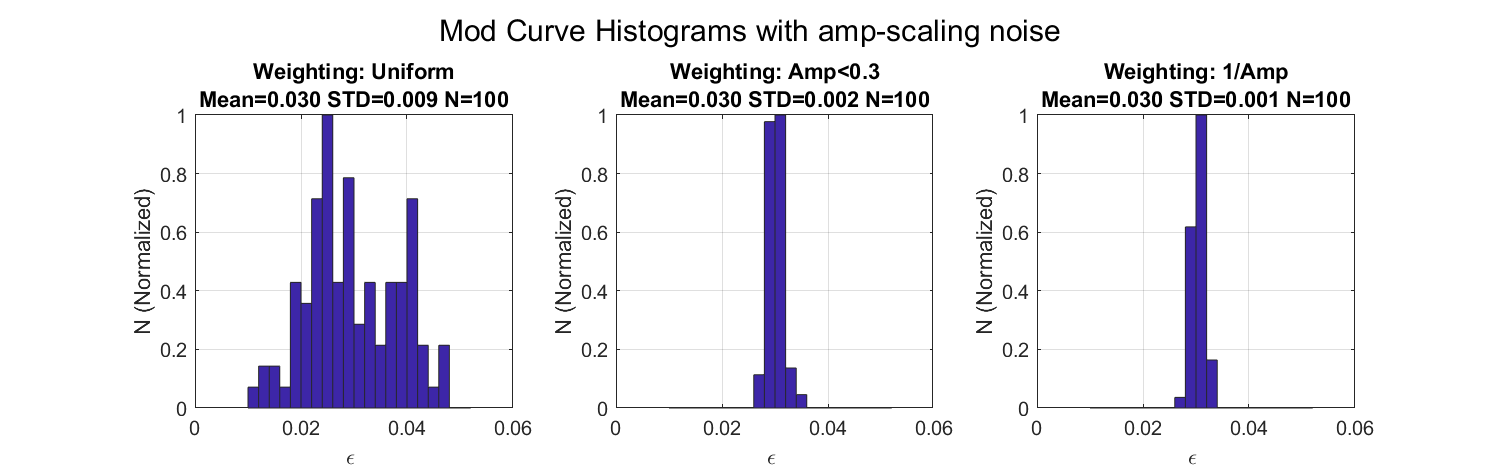 Mod Curve Histograms with amp-scaling noise
Weighting: Uniform
Mean=0.030 STD=0.009 N=100
N (Normalized)
1
0.8
0.6
0.4
0.2
0
0
0.02
0.04
0.06
ϵ
Weighting: Amp<0.3
Mean=0.030 STD=0.002 N=100
N (Normalized)
1
0.8
0.6
0.4
0.2
0
0
0.02
0.04
0.06
ϵ
Weighting: 1/Amp
Mean=0.030 STD=0.001 N=100
N (Normalized)
1
0.8
0.6
0.4
0.2
0
0
0.02
0.04
0.06
ϵ